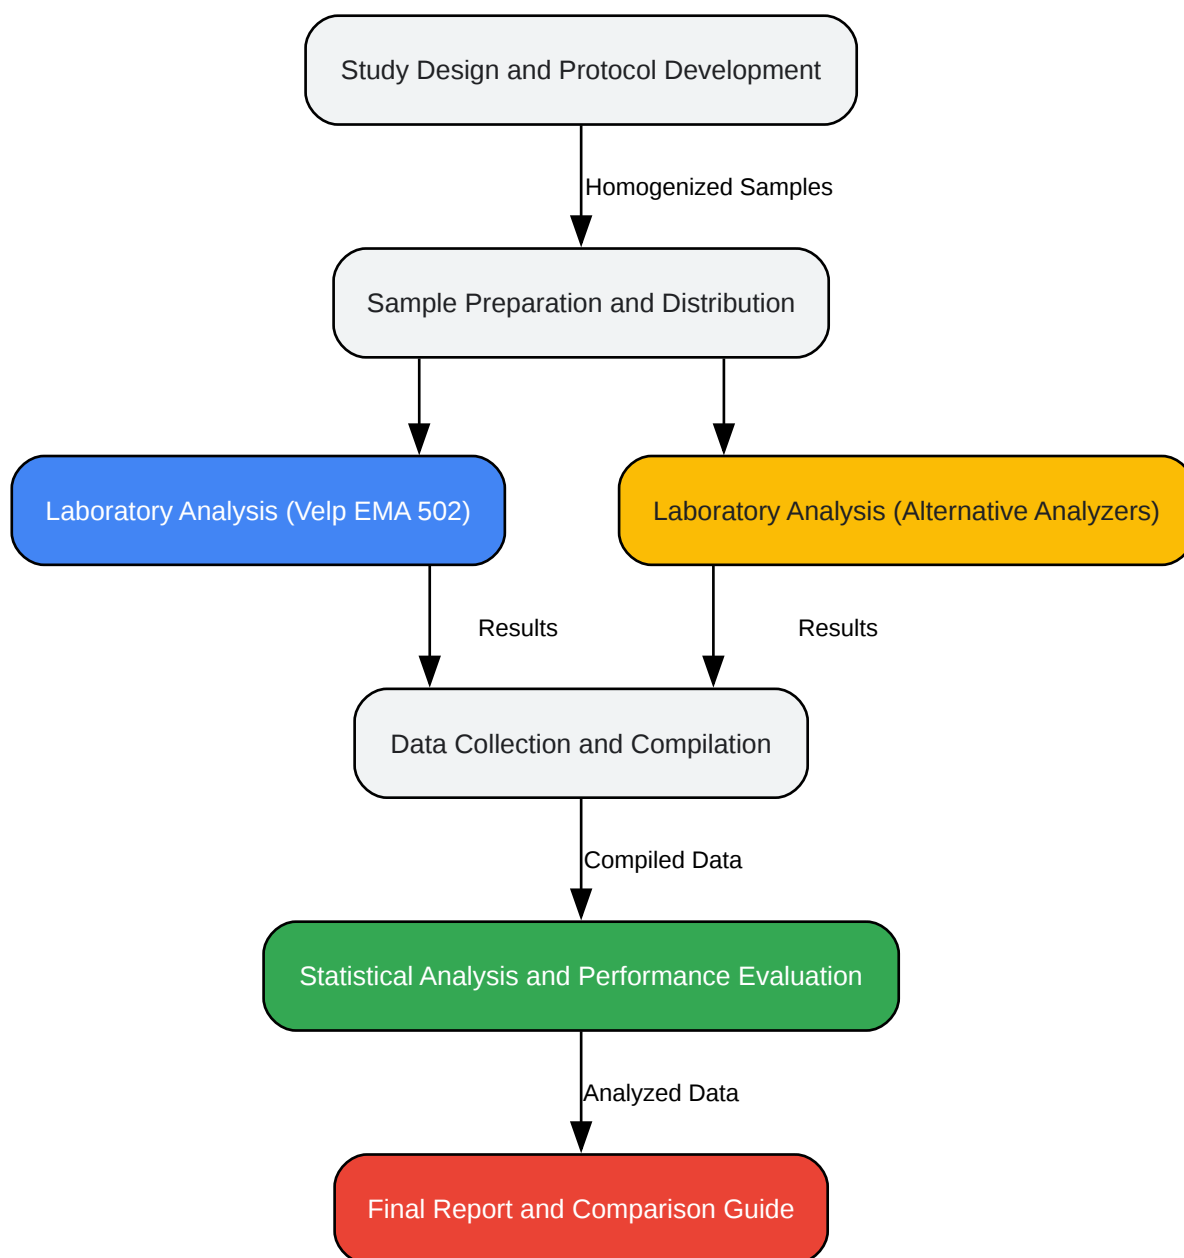 Study Design and Protocol Development
Homogenized Samples
Sample Preparation and Distribution
Laboratory Analysis (Velp EMA 502)
Laboratory Analysis (Alternative Analyzers)
Results
Results
Data Collection and Compilation
Compiled Data
Statistical Analysis and Performance Evaluation
Analyzed Data
Final Report and Comparison Guide